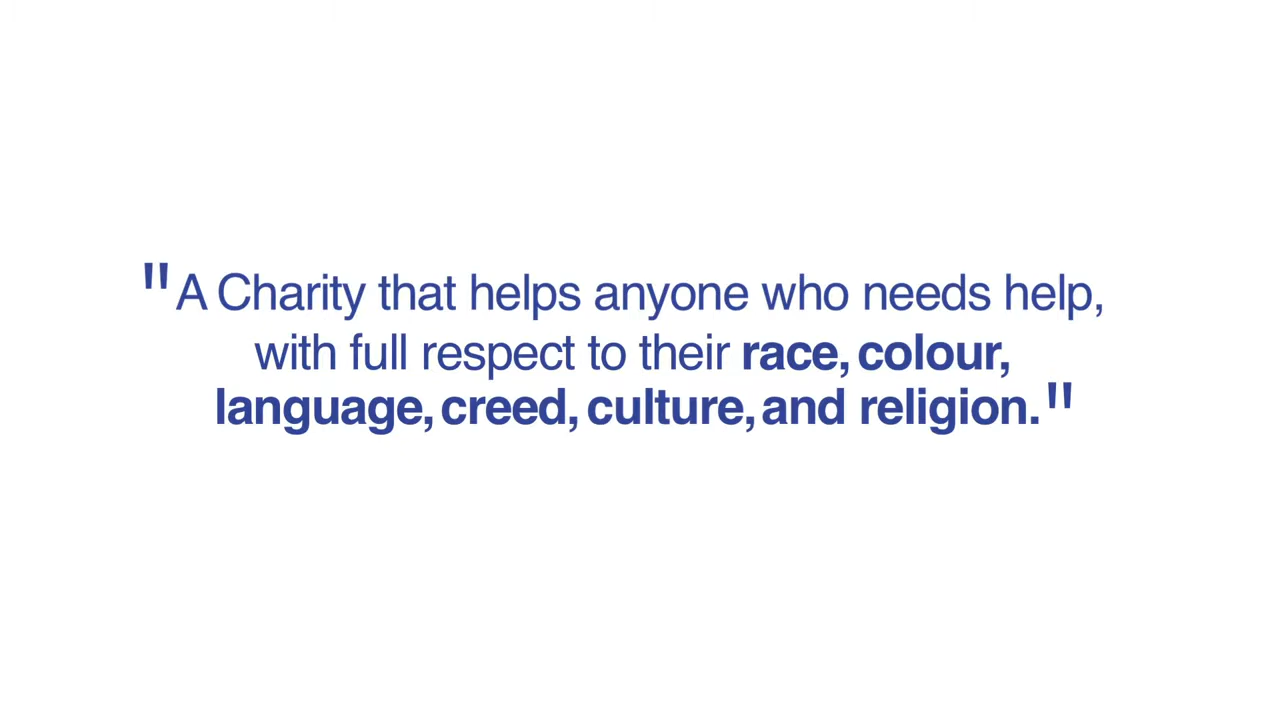 "A Charity that helps anyone who needs help,
with full respect to their race, colour,
language, creed, culture, and religion."